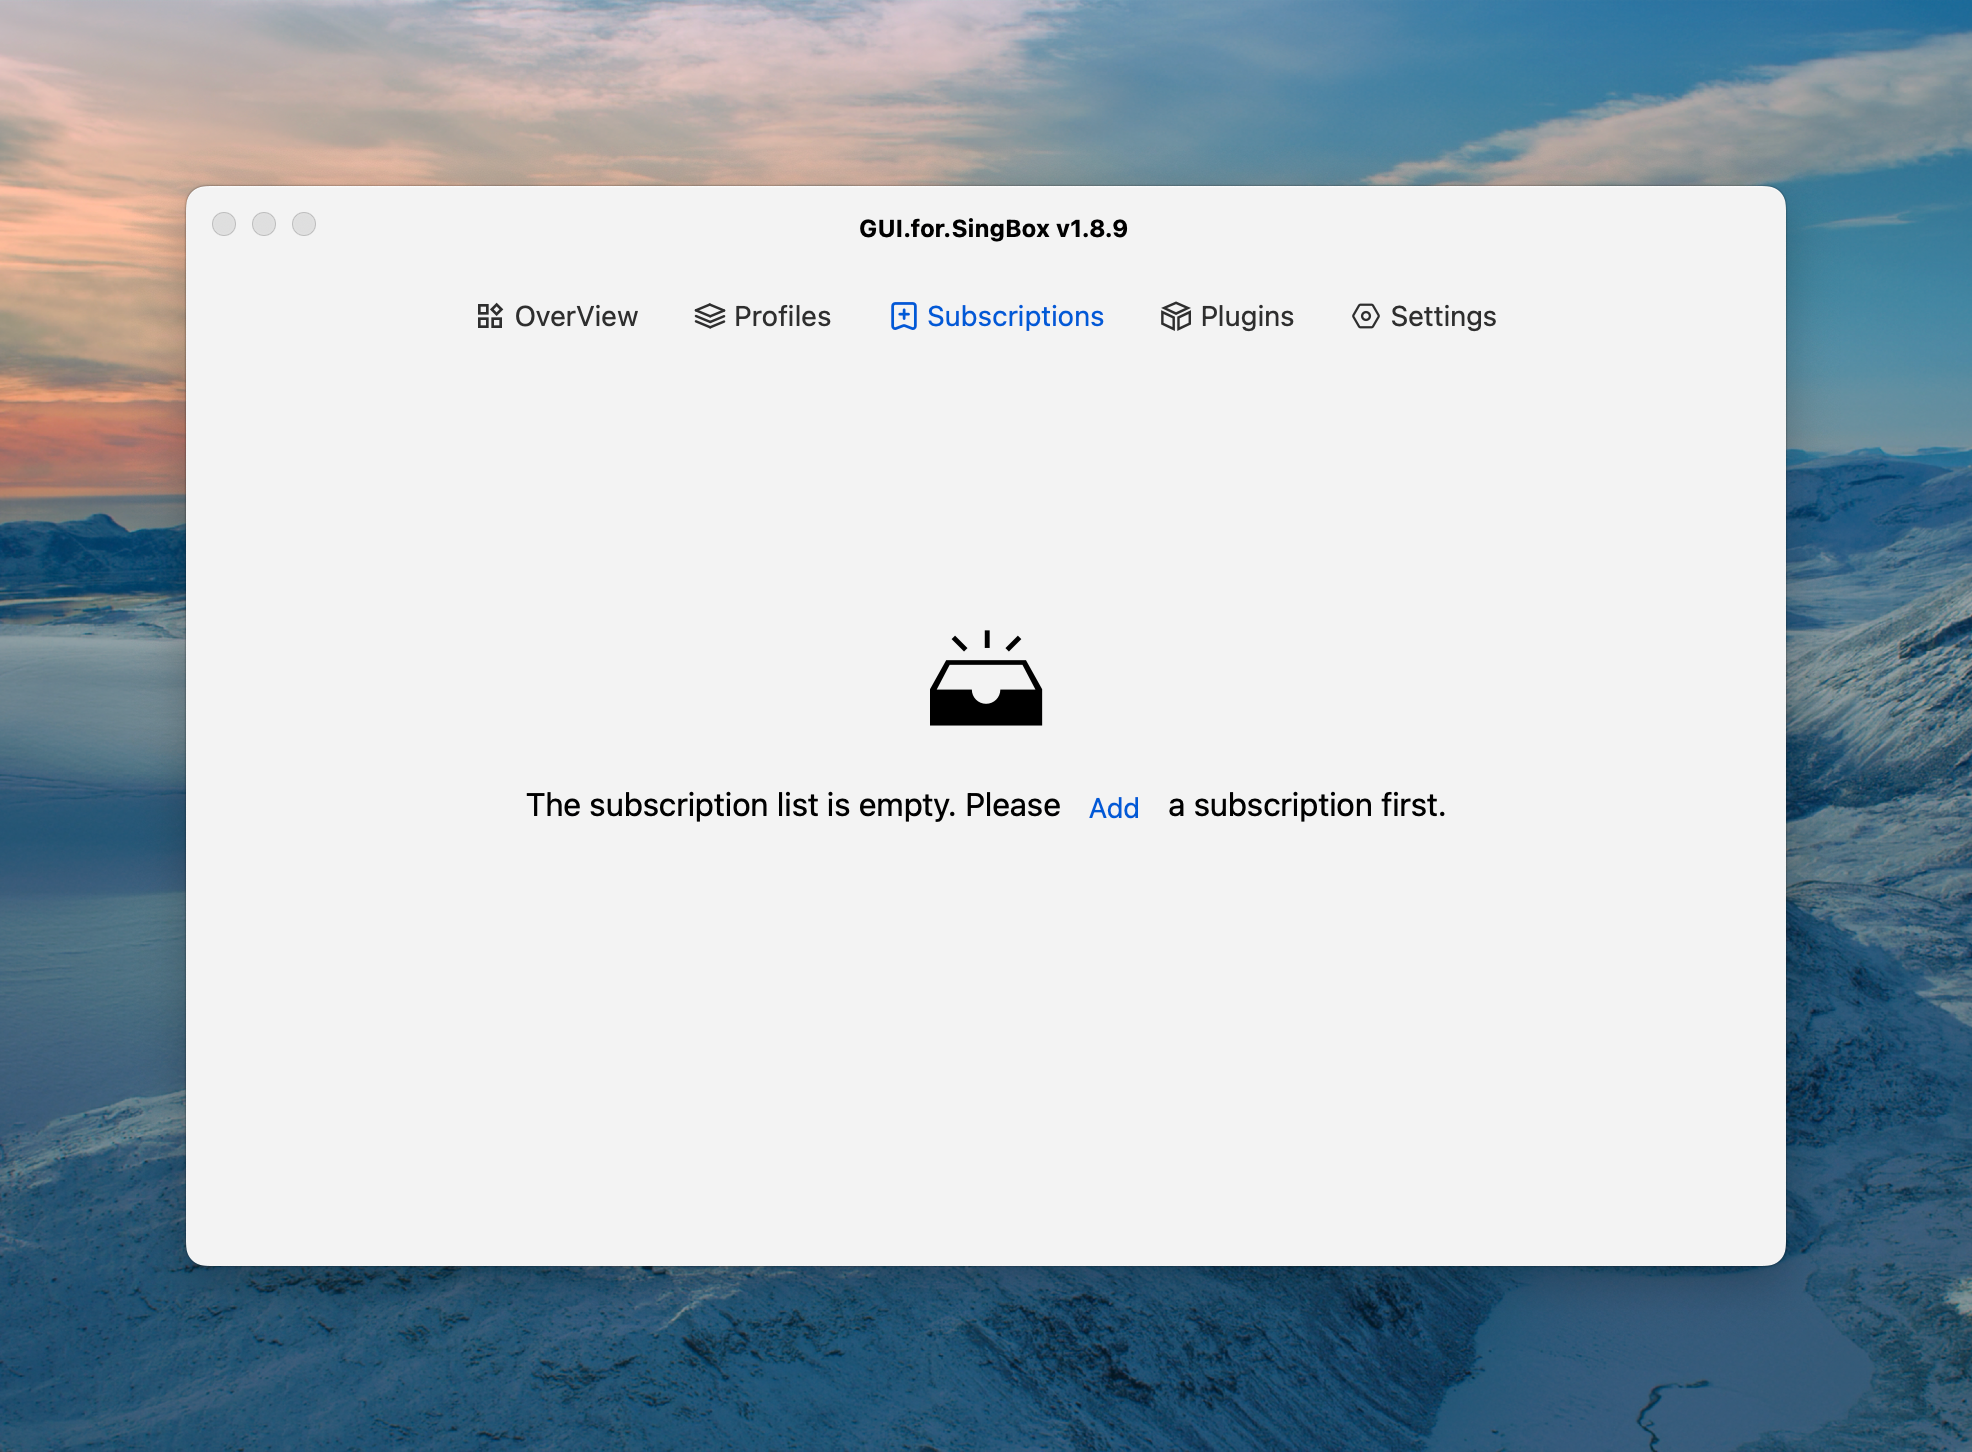 GUI.for.SingBox v1.8.9
OverView Profiles Subscriptions Plugins Settings
The subscription list is empty. Please Add a subscription first.